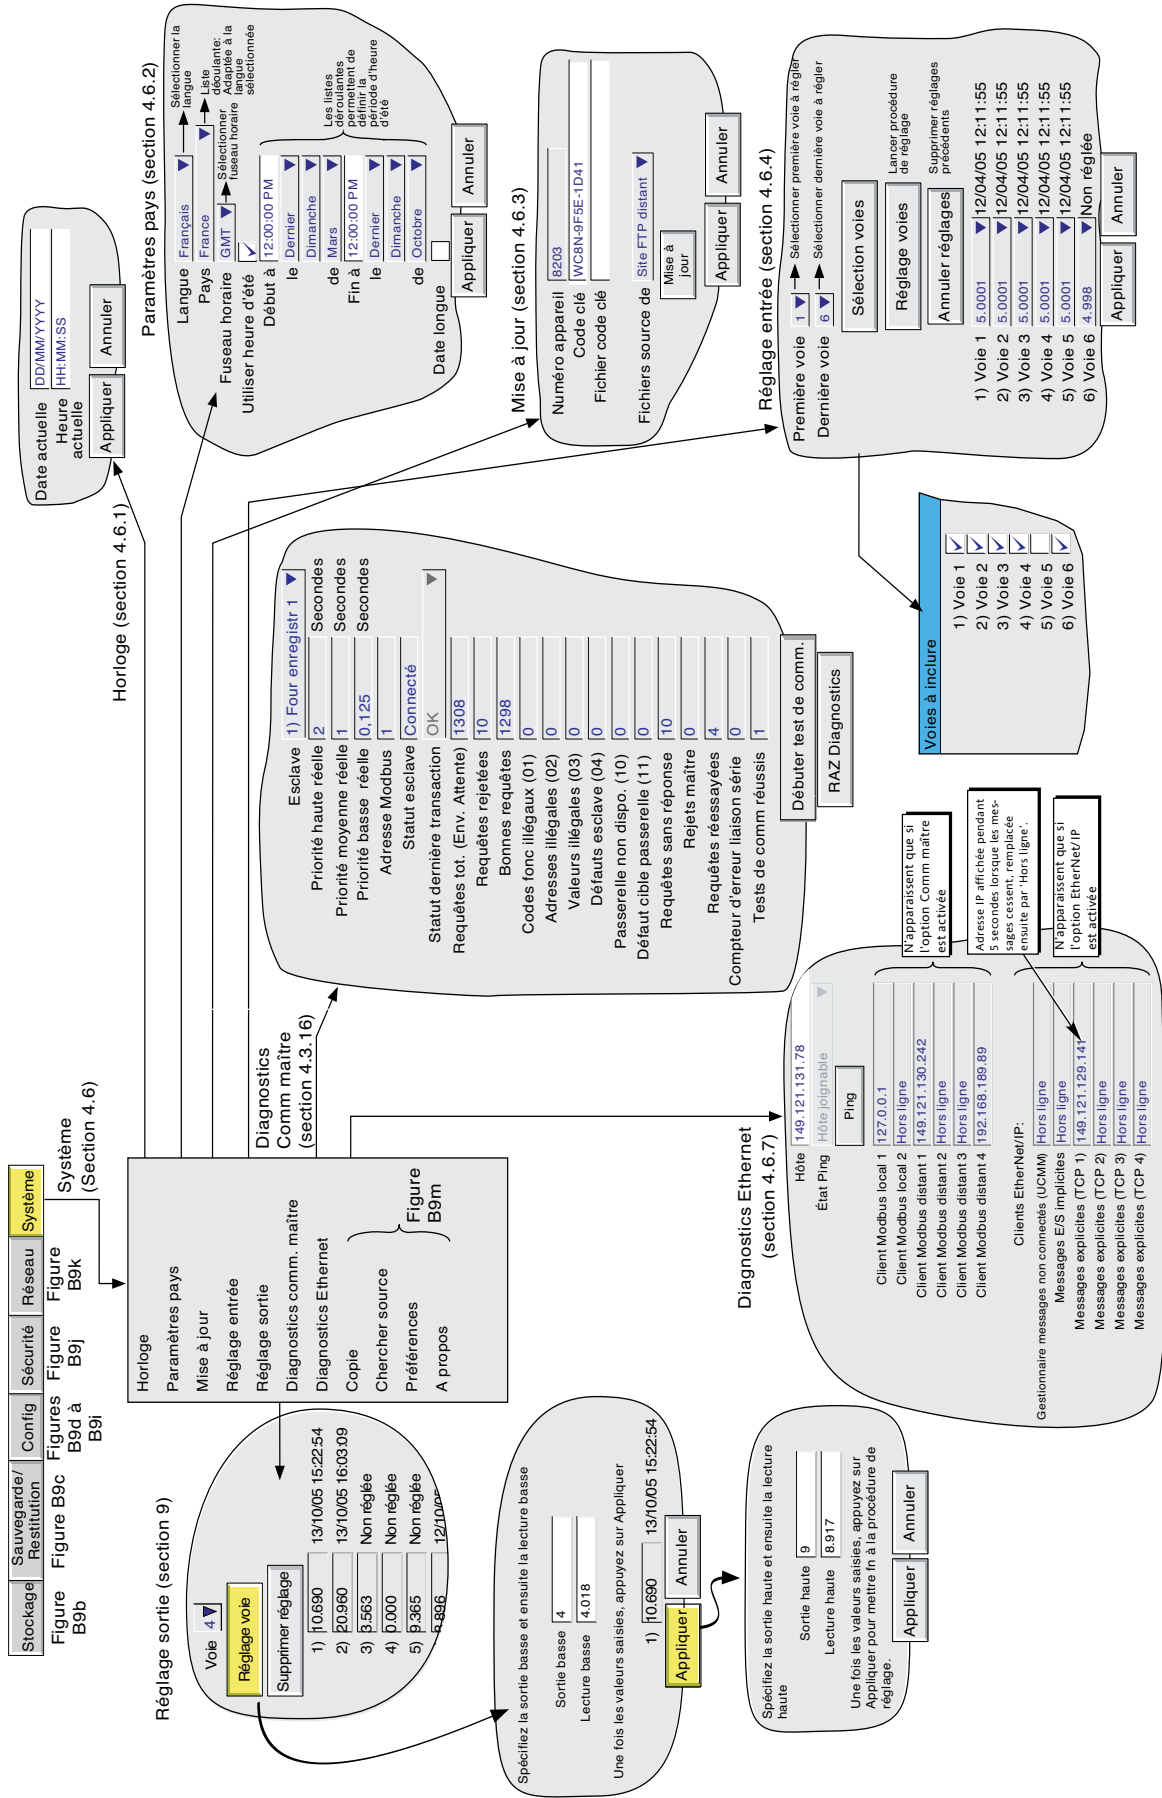 Stockage
Sauvegarde/
Restitution
Config
Sécurité
Réseau
Système
Figure
B9b
Figure B9c
Figures
B9d à
B9i
Figure
B9j
Figure
B9k
Système
(Section 4.6)
Horloge
Paramètres pays
Mise à jour
Réglage entrée
Réglage sortie
Diagnostics comm. maître
Diagnostics Ethernet
Copie
Chercher source
Préférences
A propos
Figure
B9m
Horloge (section 4.6.1)
Date actuelle DD/MM/YYYY
Heure
actuelle
HH:MM:SS
Appliquer Annuler
Paramètres pays (section 4.6.2)
Langue Français
Sélectionner la
langue
Pays France
Liste
déoulante:
Adaptée à la
langue
sélectionnée
Fuseau horaire GMT
Sélectionner
fuseau horaire
Utiliser heure d'été
Début à 12:00:00 PM
le Dernier
Dimanche
de Mars
Fin à 12:00:00 PM
le Dernier
Dimanche
de Octobre
Les listes
déroulantes
permettent de
définir la
période d'heure
d'été
Date longue
Appliquer Annuler
Mise à jour (section 4.6.3)
Numéro appareil 8203
Code clé WC8N-9F5E-1D41
Fichier code clé
Fichiers source de Site FTP distant
Mise à
jour
Appliquer Annuler
Réglage entrée (section 4.6.4)
Première voie 1 Sélectionner première voie à régler
Dernière voie 6 Sélectionner dernière voie à régler
Sélection voies
Réglage voies
Lancer procédure
de réglage
Annuler réglages
Supprimer réglages
précédents
1) Voie 1 5.0001 12/04/05 12:11:55
2) Voie 2 5.0001 12/04/05 12:11:55
3) Voie 3 5.0001 12/04/05 12:11:55
4) Voie 4 5.0001 12/04/05 12:11:55
5) Voie 5 5.0001 12/04/05 12:11:55
6) Voie 6 4.998 Non réglée
Appliquer Annuler
Voies à inclure
1) Voie 1
2) Voie 2
3) Voie 3
4) Voie 4
5) Voie 5
6) Voie 6
Diagnostics
Comm maître
(section 4.3.16)
Esclave 1) Four enregistr 1
Priorité haute réelle 2 Secondes
Priorité moyenne réelle 1 Secondes
Priorité basse réelle 0,125 Secondes
Adresse Modbus 1
Statut esclave Connecté
Statut dernière transaction OK
Requêtes tot. (Env. Attente) 1308
Requêtes rejetées 10
Bonnes requêtes 1298
Codes fonc illégaux (01) 0
Adresses illégales (02) 0
Valeurs illégales (03) 0
Défauts esclave (04) 0
Passerelle non dispo. (10) 0
Défaut cible passerelle (11) 0
Requêtes sans réponse 10
Rejets maître 0
Requêtes réessayées 4
Compteur d'erreur liaison série 0
Tests de comm réussis 1
Débuter test de comm.
RAZ Diagnostics
Diagnostics Ethernet
(section 4.6.7)
Hôte 149.121.131.78
État Ping Hôte joignable
Ping
Client Modbus local 1 127.0.0.1
Client Modbus local 2 Hors ligne
Client Modbus distant 1 149.121.130.242
Client Modbus distant 2 Hors ligne
Client Modbus distant 3 Hors ligne
Client Modbus distant 4 192.168.189.89
N'apparaissent que si
l'option Comm maître
est activée
Clients EtherNet/IP:
Gestionnaire messages non connectés (UCMM) Hors ligne
Messages E/S implicites Hors ligne
Messages explicites (TCP 1) 149.121.129.141
Messages explicites (TCP 2) Hors ligne
Messages explicites (TCP 3) Hors ligne
Messages explicites (TCP 4) Hors ligne
Adresse IP affichée pendant
5 secondes lorsque les mes-
sages cessent, remplacée
ensuite par 'Hors ligne'.
N'apparaissent que si
l'option EtherNet/IP
est activée
Réglage sortie (section 9)
Voie 4
Réglage voie
Supprimer réglage
1) 10.690 13/10/05 15:22:54
2) 20.960 13/10/05 16:03:09
3) 3.563 Non réglée
4) 0.000 Non réglée
5) 9.365 Non réglée
12/10/05
Spécifiez la sortie basse et ensuite la lecture basse
Sortie basse 4
Lecture basse 4.018
Une fois les valeurs saisies, appuyez sur Appliquer
1) 10.690 13/10/05 15:22:54
Appliquer Annuler
Spécifiez la sortie haute et ensuite la lecture
haute
Sortie haute 9
Lecture haute 8.917
Une fois les valeurs saisies, appuyez sur
Appliquer pour mettre fn à la procédure de
réglage.
Appliquer Annuler